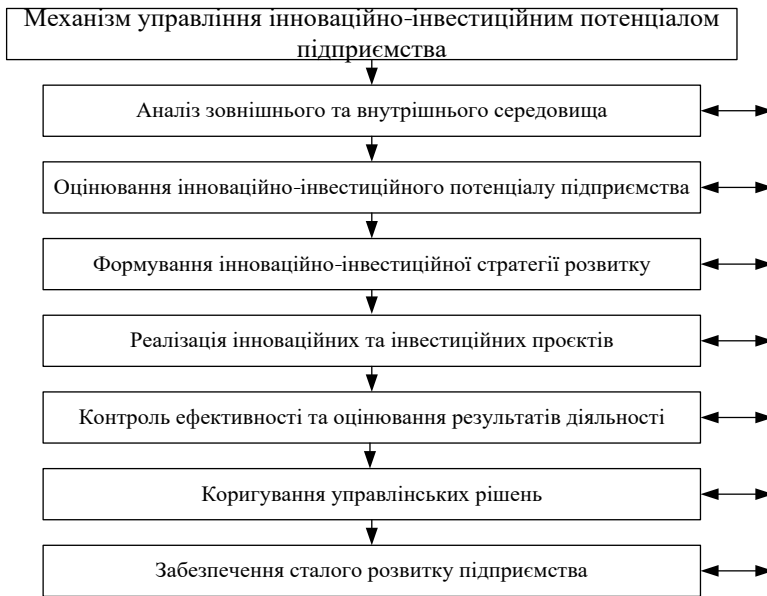 Механізм управління інноваційно-інвестиційним потенціалом
підприємства
Аналіз зовнішнього та внутрішнього середовища
Оцінювання інноваційно-інвестиційного потенціалу підприємства
Формування інноваційно-інвестиційної стратегії розвитку
Реалізація інноваційних та інвестиційних проєктів
Контроль ефективності та оцінювання результатів діяльності
Коригування управлінських рішень
Забезпечення сталого розвитку підприємства